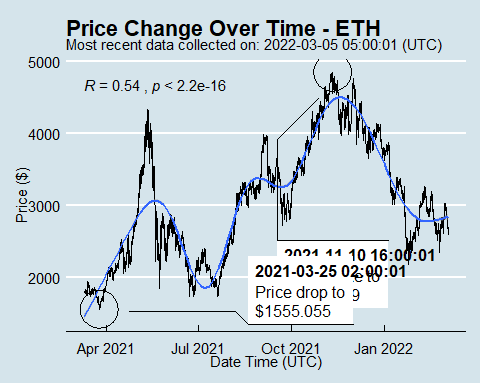 Price Change Over Time - ETH
Most recent data collected on: 2022-03-05 05:00:01 (UTC)
R = 0.54 , p < 2.2e-16
Price ($)
5000
4000
3000
2000
2021-11-10 16:00:01
to
9
2021-03-25 02:00:01
Price drop to
$1555.055
Apr 2021
Jul 2021
Oct 2021
Jan 2022
Date Time (UTC)